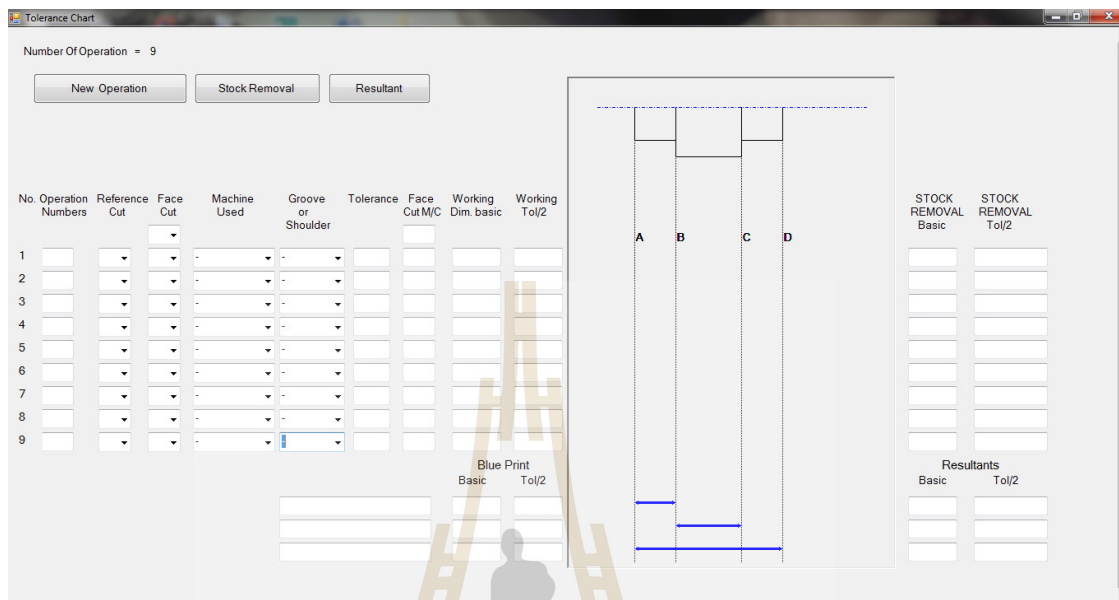 Tolerance Chart
Number Of Operation = 9
New Operation Stock Removal Resultant
No. Operation Numbers Reference Cut Face Cut Machine Used Groove or Shoulder Tolerance Face Cut M/C Working Dim. basic Working Tol/2 STOCK REMOVAL Basic STOCK REMOVAL Tol/2
A B C D
1 - -
2 - -
3 - -
4 - -
5 - -
6 - -
7 - -
8 - -
9 - -
Blue Print Resultants
Basic Tol/2 Basic Tol/2